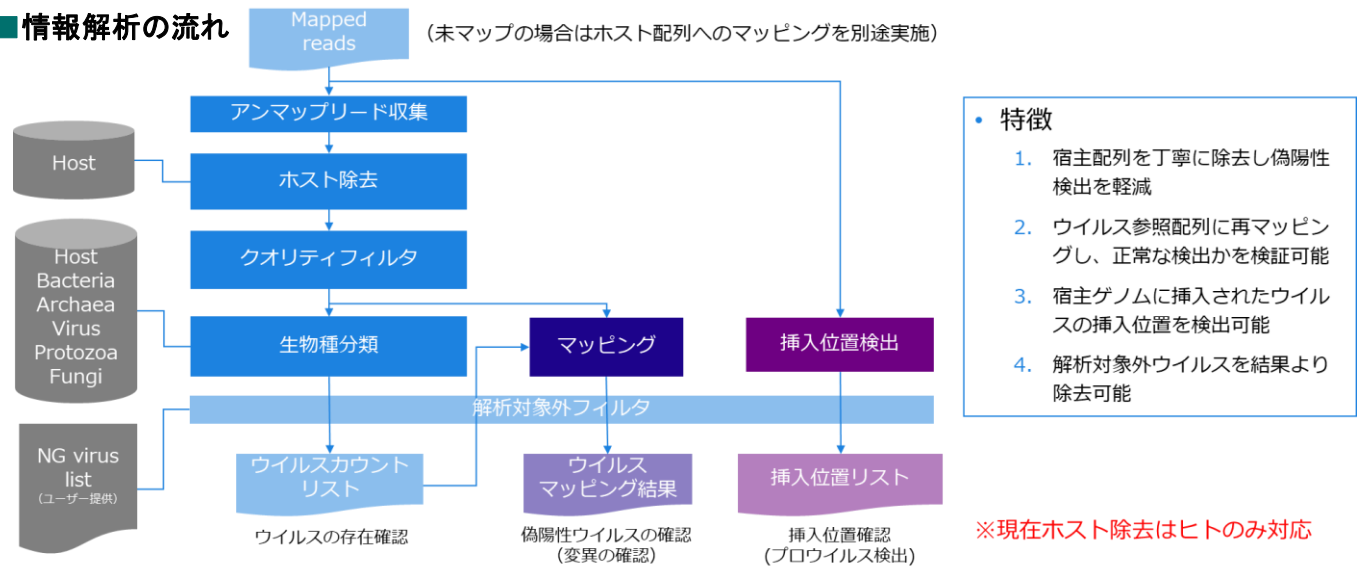 ■情報解析の流れ
Mapped
reads
（未マップの場合はホスト配列へのマッピングを別途実施）
アンマップリード収集
Host
ホスト除去
クオリティフィルタ
Host
Bacteria
Archaea
Virus
Protozoa
Fungi
生物種分類
マッピング
挿入位置検出
解析対象外フィルタ
NG virus
list
（ユーザー提供）
ウイルスカウント
リスト
ウイルス
マッピング結果
挿入位置リスト
ウイルスの存在確認
偽陽性ウイルスの確認
（変異の確認）
挿入位置確認
(プロウイルス検出)
• 特徴
1. 宿主配列を丁寧に除去し偽陽性
検出を軽減
2. ウイルス参照配列に再マッピン
グし、正常な検出かを検証可能
3. 宿主ゲノムに挿入されたウイル
スの挿入位置を検出可能
4. 解析対象外ウイルスを結果より
除去可能
※現在ホスト除去はヒトのみ対応